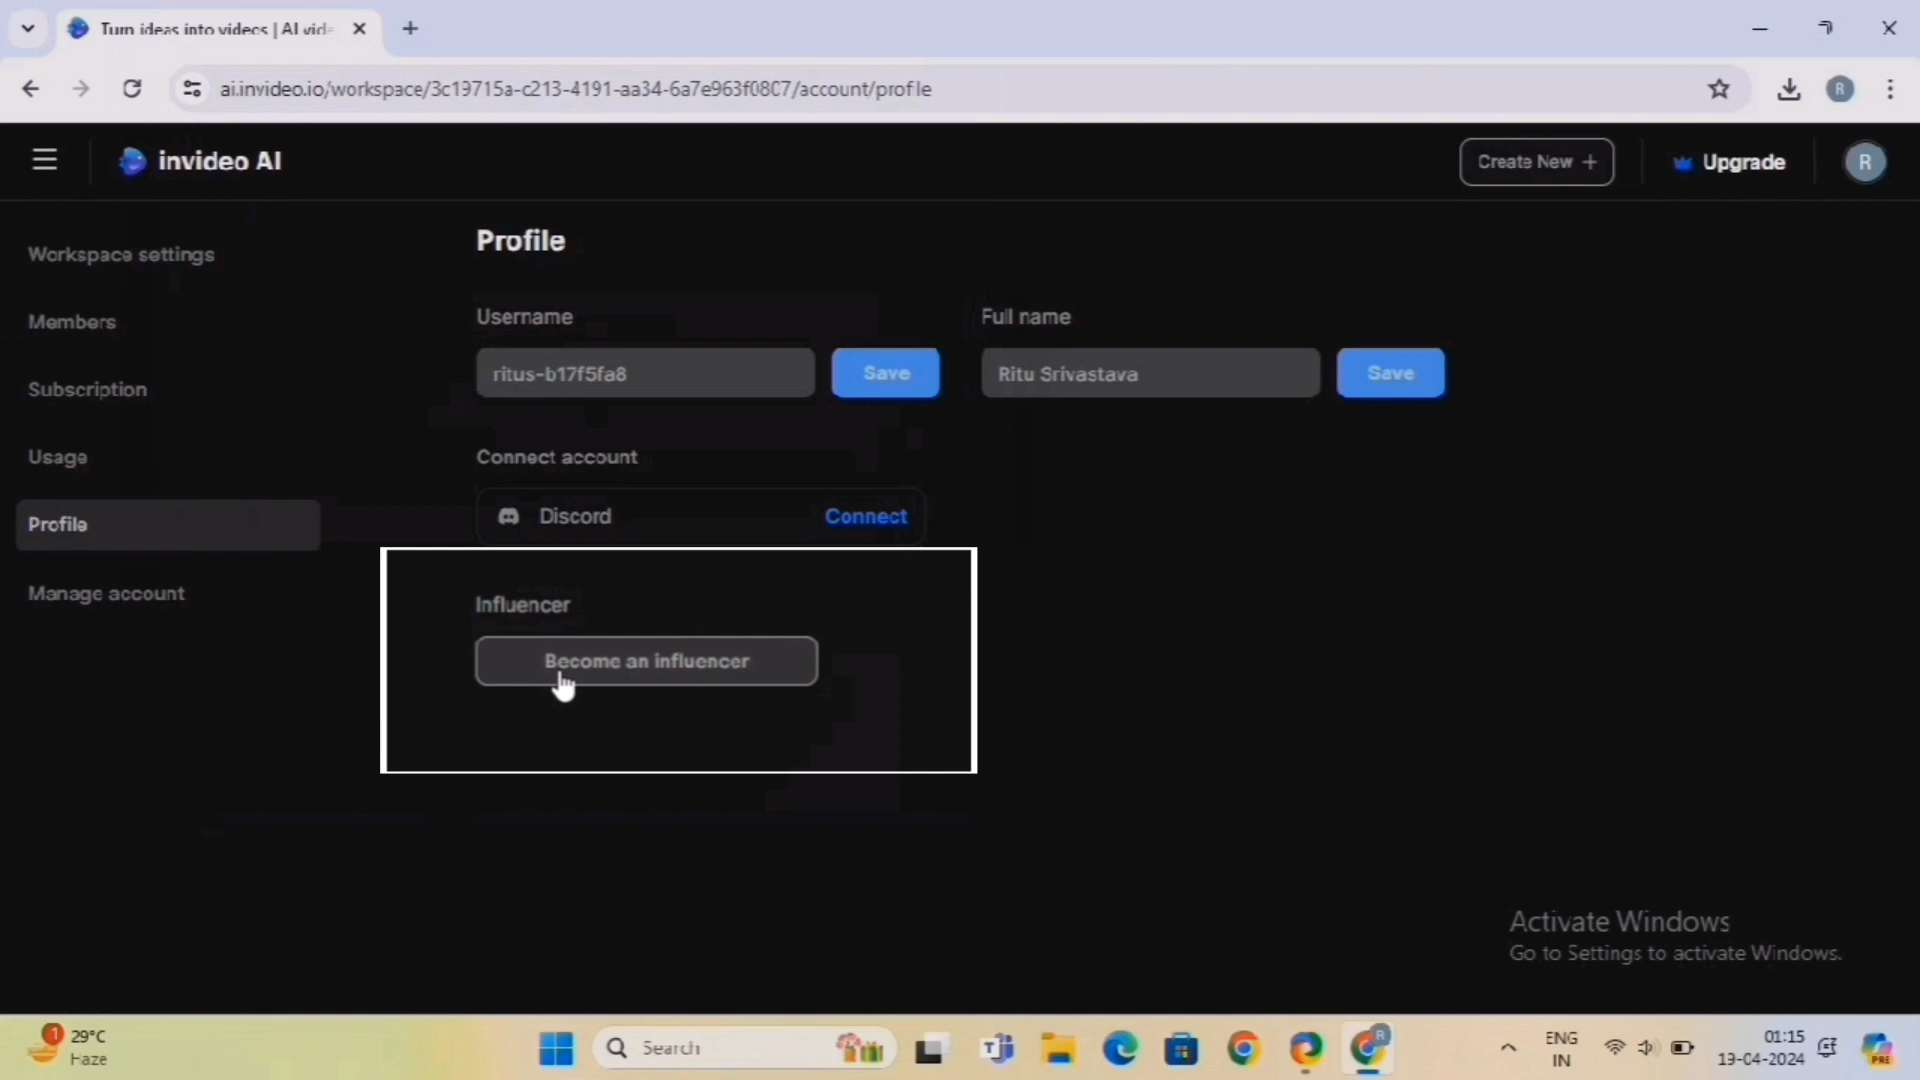 Turn ideas into videos | AI vid
ai.invideo.io/workspace/3c19715a-c213-4191-aa34-6a7e963f0807/account/profile
R
invideo AI
Create New +
Upgrade
R
Workspace settings
Members
Subscription
Usage
Profile
Manage account
Profile
Username
Full name
ritus-b17f5fa8
Save
Ritu Srivastava
Save
Connect account
Discord
Connect
Influencer
Become an influencer
Activate Windows
Go to Settings to activate Windows.
1
29°C
Haze
Search
R
ENG
IN
01:15
19-04-2024
PRE